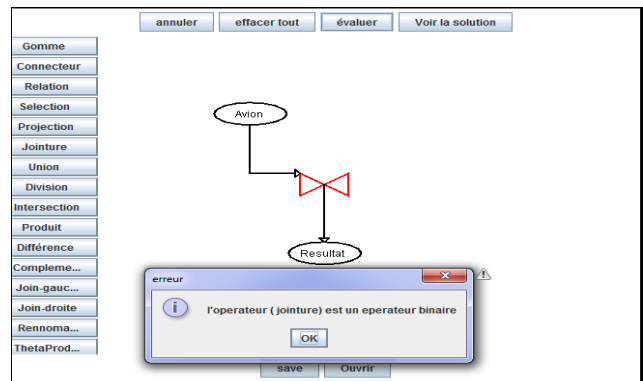 annuler effacer tout évaluer Voir la solution
Gomme
Connecteur
Relation
Selection
Projection
Jointure
Union
Division
Intersection
Produit
Différence
Compleme...
Join-gauc...
Join-droite
Rennoma...
ThetaProd...
Avion
Resultat
erreur
l'operateur ( jointure) est un eperateur binaire
OK
save Ouvrir